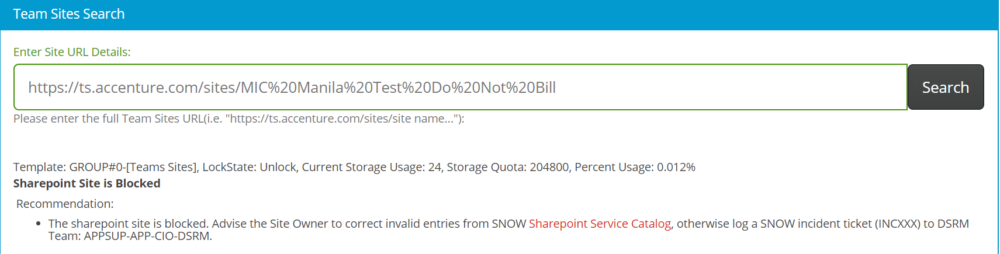 Team Sites Search
Enter Site URL Details:
https://ts.accenture.com/sites/MIC%20Manila%20Test%20Do%20Not%20Bill
Search
Please enter the full Team Sites URL(i.e. "https://ts.accenture.com/sites/site name..."):
Template: GROUP#0-[Teams Sites], LockState: Unlock, Current Storage Usage: 24, Storage Quota: 204800, Percent Usage: 0.012%
Sharepoint Site is Blocked
Recommendation:
• The sharepoint site is blocked. Advise the Site Owner to correct invalid entries from SNOW Sharepoint Service Catalog, otherwise log a SNOW incident ticket (INCXXX) to DSRM
Team: APPSUP-APP-CIO-DSRM.